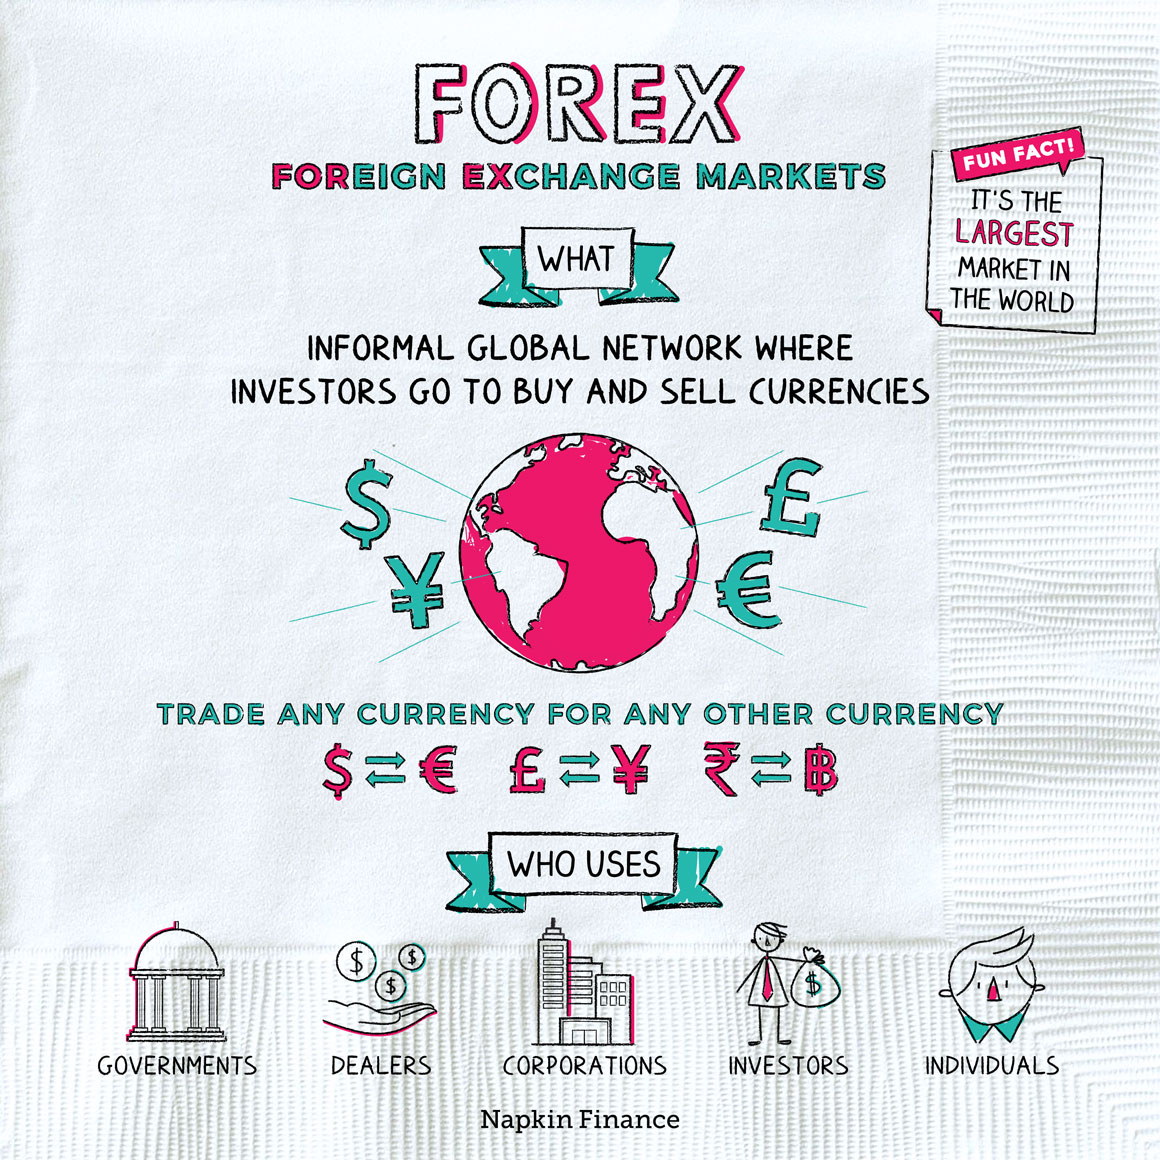 FOREX
FOREIGN EXCHANGE MARKETS
FUN FACT!
IT'S THE
LARGEST
MARKET IN
THE WORLD
WHAT
INFORMAL GLOBAL NETWORK WHERE
INVESTORS GO TO BUY AND SELL CURRENCIES
$ £
¥ €
TRADE ANY CURRENCY FOR ANY OTHER CURRENCY
$ ⇄ € £ ⇄ ¥ ₹ ⇄ ฿
WHO USES
$ $ $ $
GOVERNMENTS DEALERS CORPORATIONS INVESTORS INDIVIDUALS
Napkin Finance